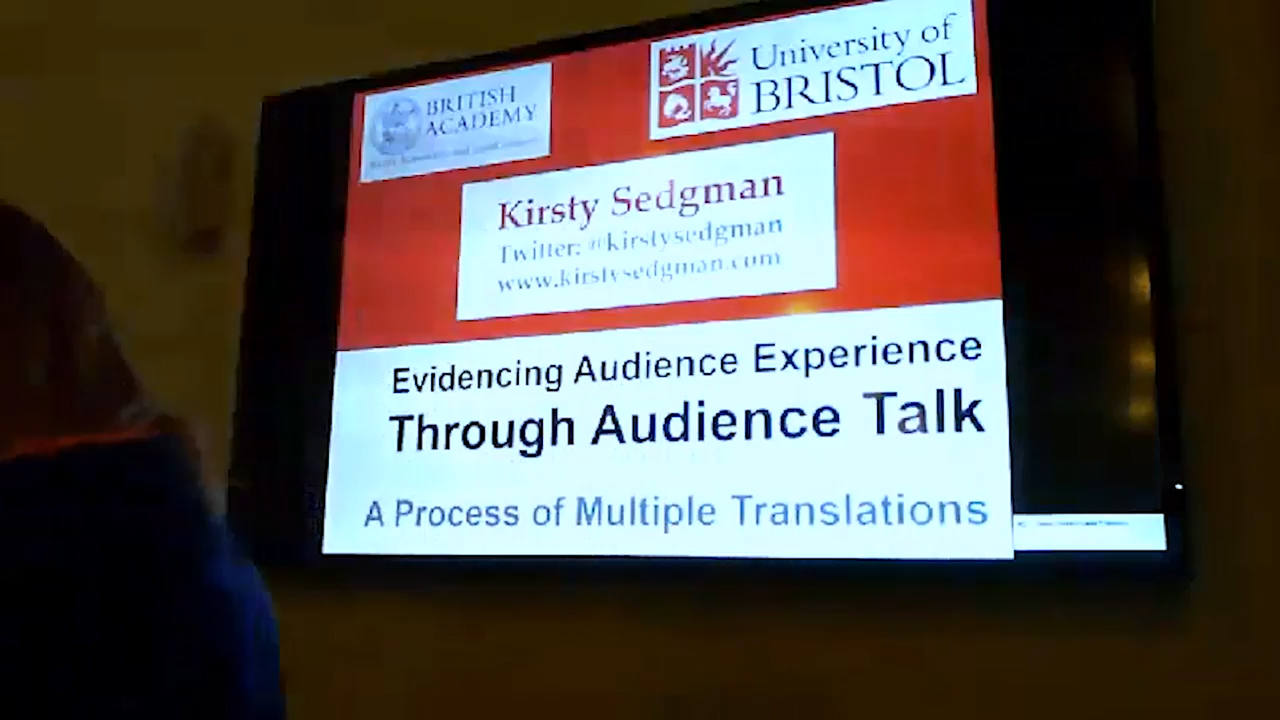 BRITISH
ACADEMY
University of
BRISTOL
Kirsty Sedgman
Twitter: @kirstysedgman
www.kirstysedgman.com
Evidencing Audience Experience
Through Audience Talk
A Process of Multiple Translations